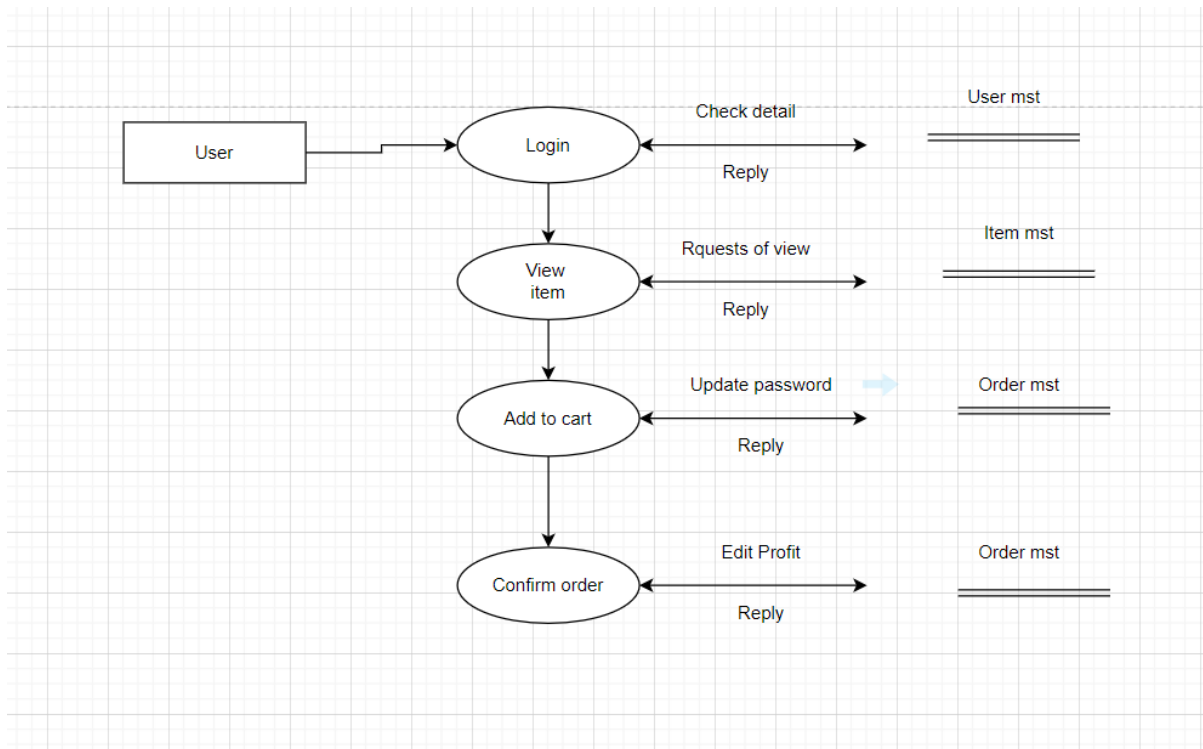 User mst
Check detail
User
Login
Reply
Item mst
Rquests of view
View
item
Reply
Update password
Order mst
Add to cart
Reply
Edit Profit
Order mst
Confirm order
Reply